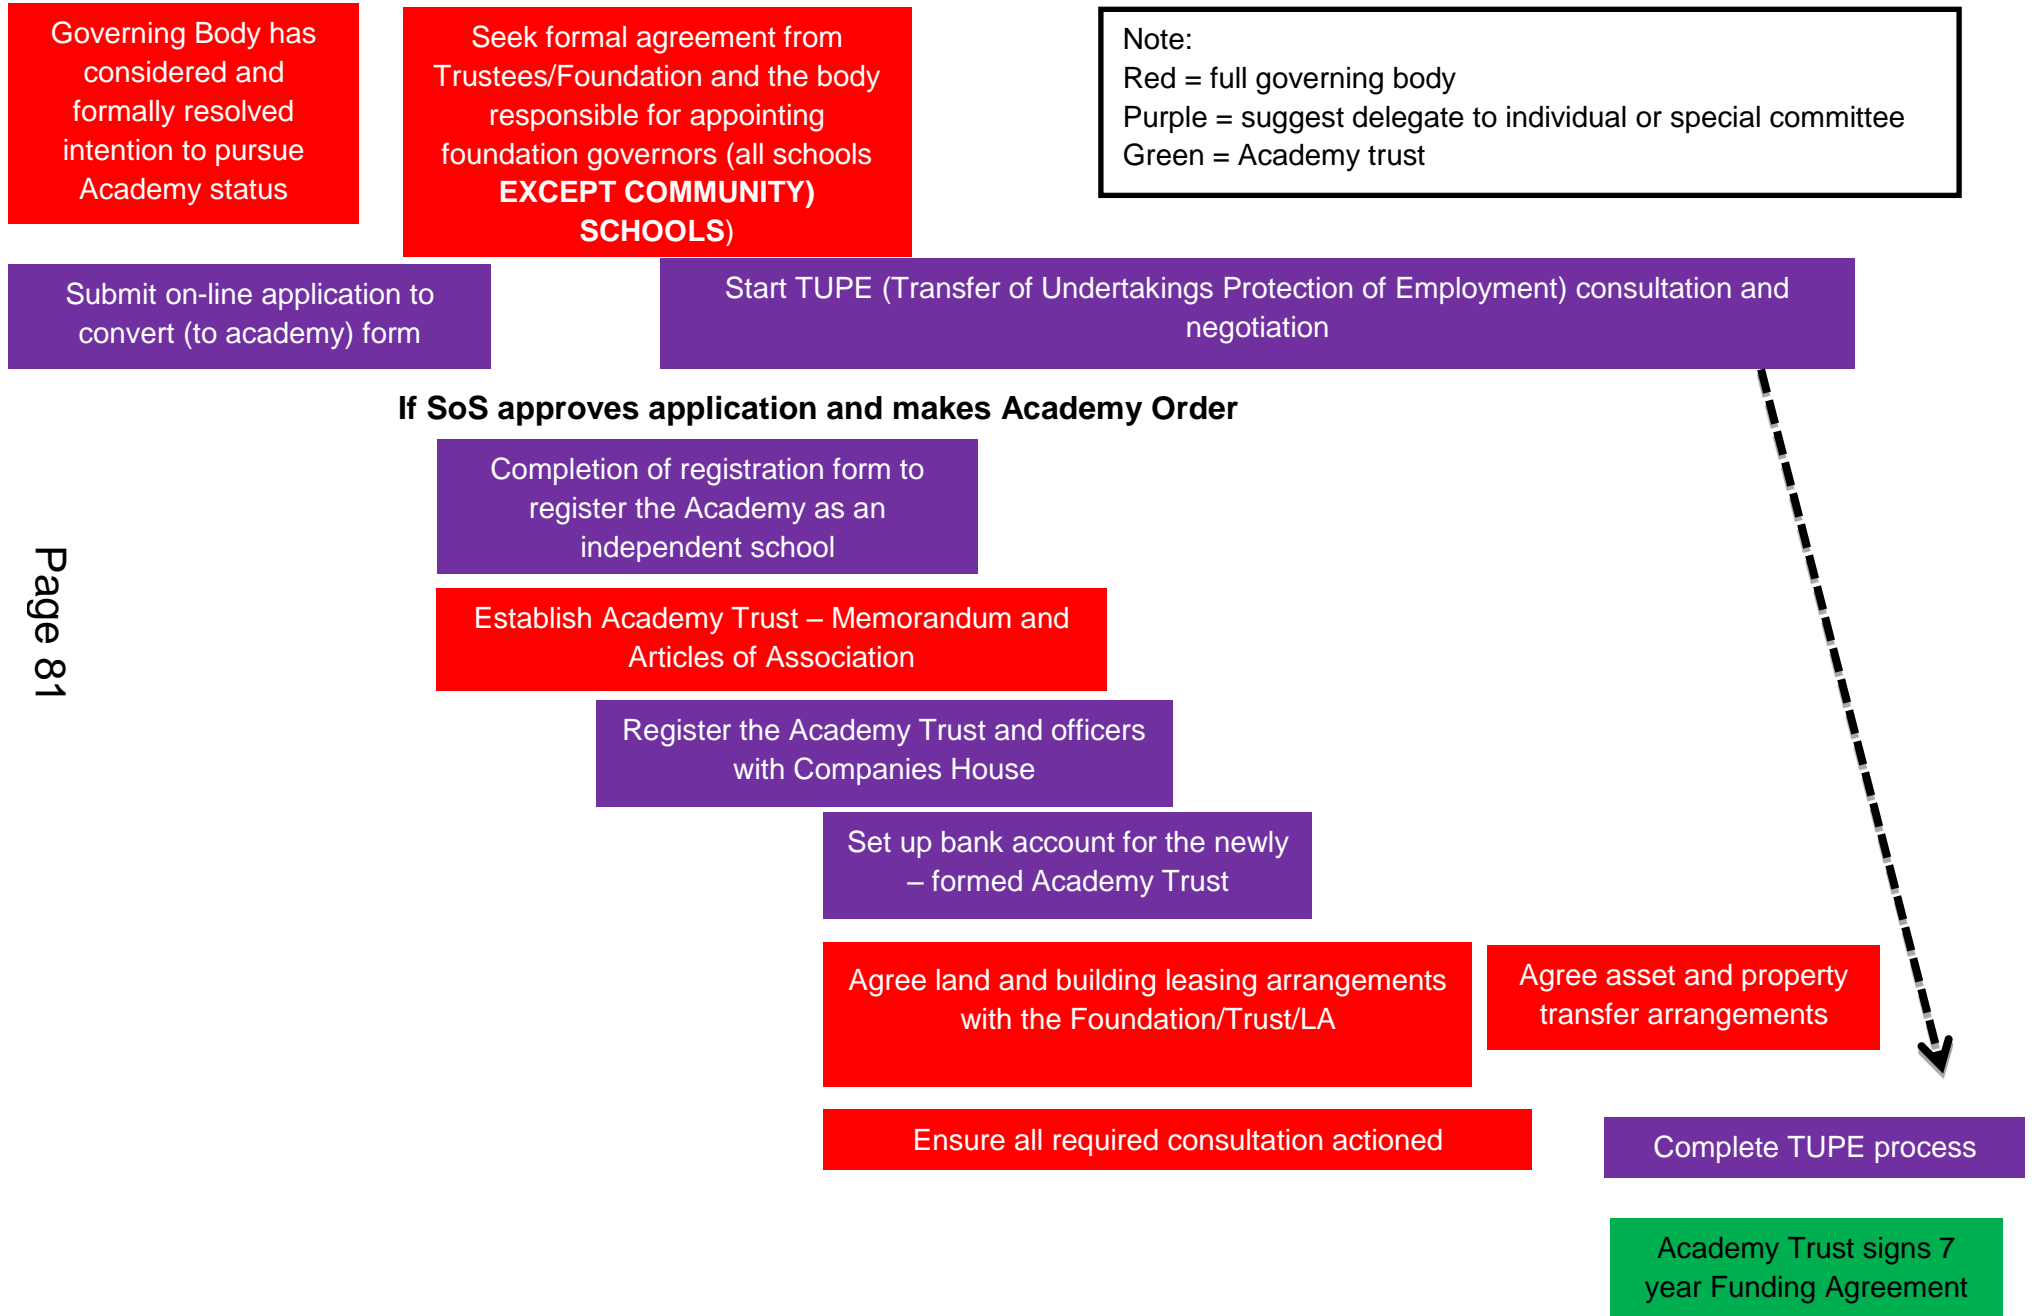 Governing Body has
considered and
formally resolved
intention to pursue
Academy status
Seek formal agreement from
Trustees/Foundation and the body
responsible for appointing
foundation governors (all schools
EXCEPT COMMUNITY)
SCHOOLS)
Note:
Red = full governing body
Purple = suggest delegate to individual or special committee
Green = Academy trust
Submit on-line application to
convert (to academy) form
Start TUPE (Transfer of Undertakings Protection of Employment) consultation and
negotiation
If SoS approves application and makes Academy Order
Completion of registration form to
register the Academy as an
independent school
Establish Academy Trust – Memorandum and
Articles of Association
Register the Academy Trust and officers
with Companies House
Set up bank account for the newly
– formed Academy Trust
Agree land and building leasing arrangements
with the Foundation/Trust/LA
Agree asset and property
transfer arrangements
Ensure all required consultation actioned
Complete TUPE process
Academy Trust signs 7
year Funding Agreement
Page 81